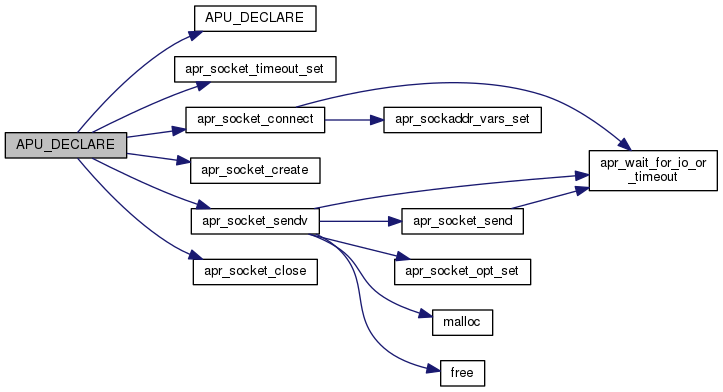 APU_DECLARE
apr_socket_timeout_set
apr_socket_connect
apr_sockaddr_vars_set
APU_DECLARE
apr_wait_for_io_or
_timeout
apr_socket_create
apr_socket_sendv
apr_socket_send
apr_socket_close
apr_socket_opt_set
malloc
free